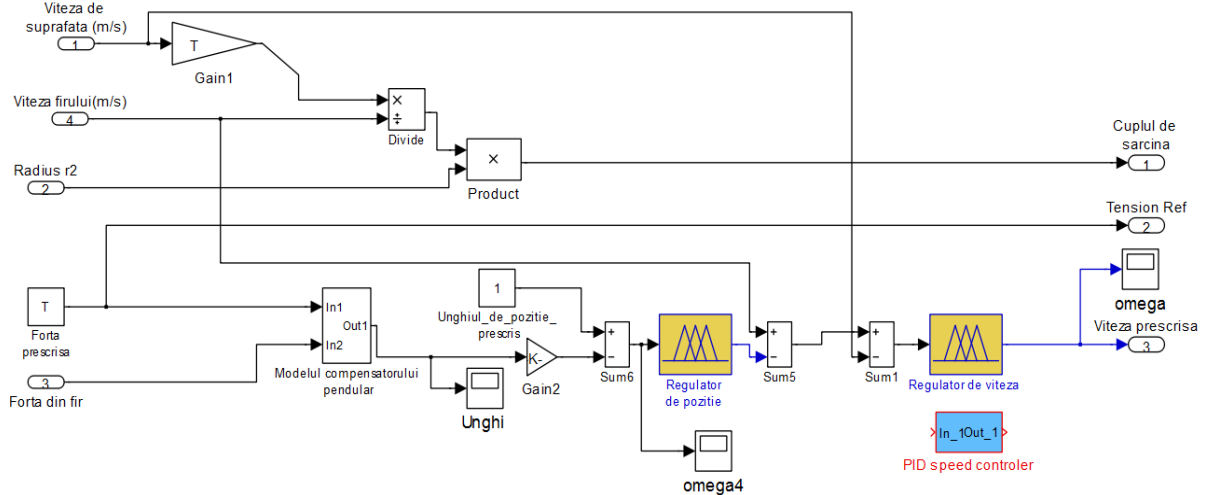 Viteza de
suprafata (m/s)
1
T
Gain1
Viteza firului(m/s)
4
×
÷
Divide
Radius r2
2
×
Product
Cuplul de
sarcina
1
Tension Ref
2
omega
T
Forta
prescrisa
In1
In2
Out1
Modelul compensatorului
pendular
3
Forta din fir
1
Unghiul_de_pozitie_
prescris
Unghi
K-
Gain2
+
−
Sum6
Regulator
de pozitie
omega4
+
−
Sum5
+
−
Sum1
Regulator de viteza
Viteza prescrisa
3
In_1Out_1
PID speed controler